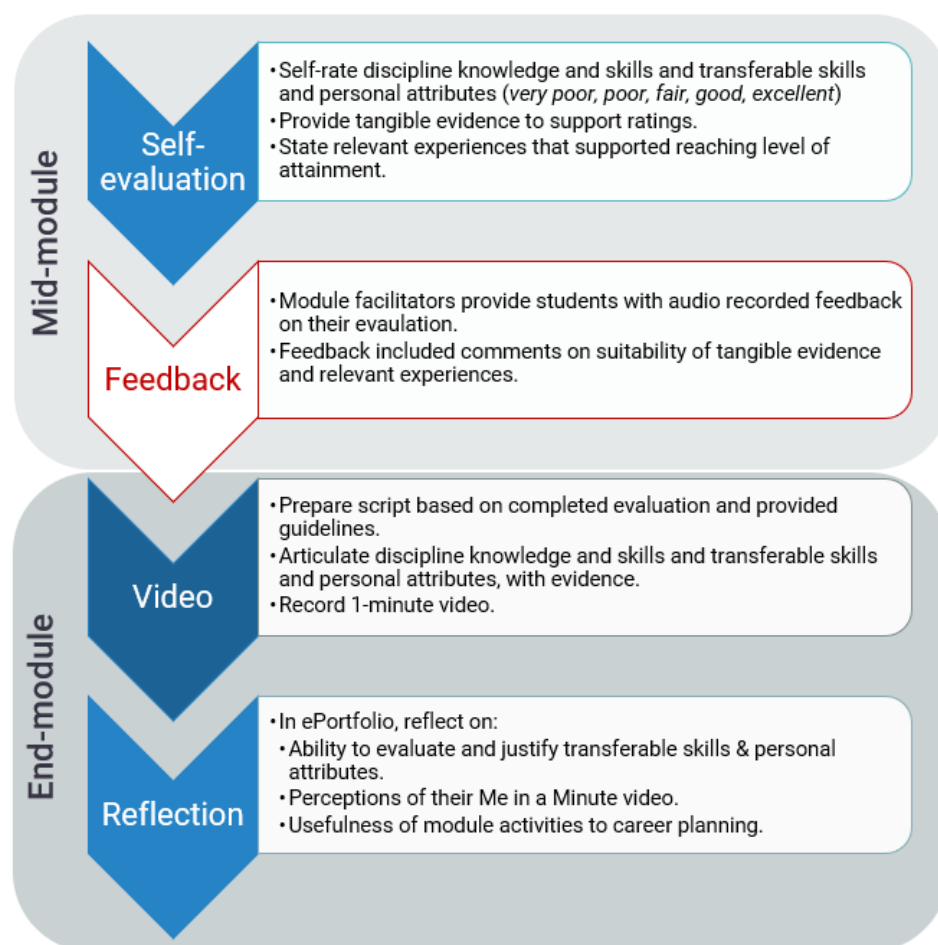 Mid-module
Self-
evaluation
•Self-rate discipline knowledge and skills and transferable skills
and personal attributes (very poor, poor, fair, good, excellent)
•Provide tangible evidence to support ratings.
•State relevant experiences that supported reaching level of
attainment.
Feedback
•Module facilitators provide students with audio recorded feedback
on their evaulation.
•Feedback included comments on suitability of tangible evidence
and relevant experiences.
End-module
Video
•Prepare script based on completed evaluation and provided
guidelines.
•Articulate discipline knowledge and skills and transferable skills
and personal attributes, with evidence.
•Record 1-minute video.
Reflection
•In ePortfolio, reflect on:
•Ability to evaluate and justify transferable skills & personal
attributes.
•Perceptions of their Me in a Minute video.
•Usefulness of module activities to career planning.